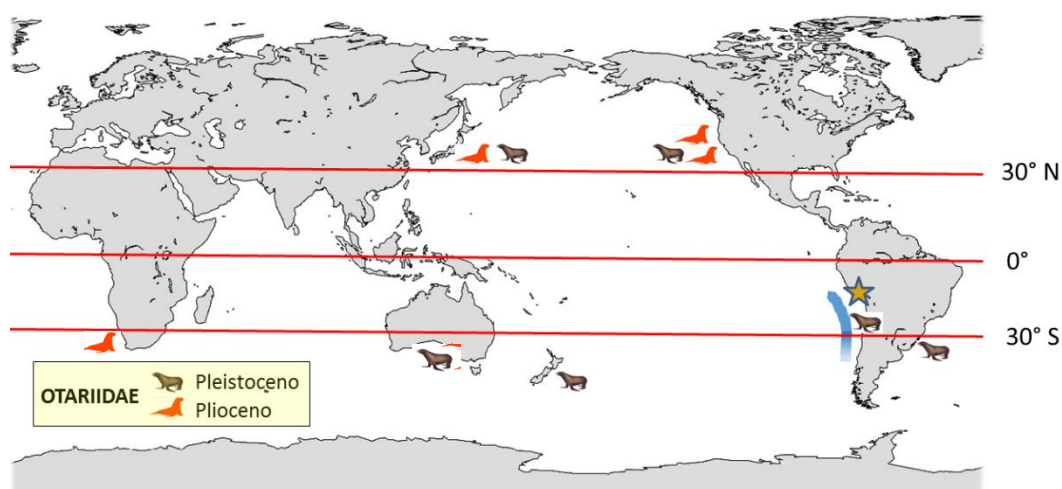 30° N
0°
30° S
OTARIIDAE
Pleistoceno
Plioceno